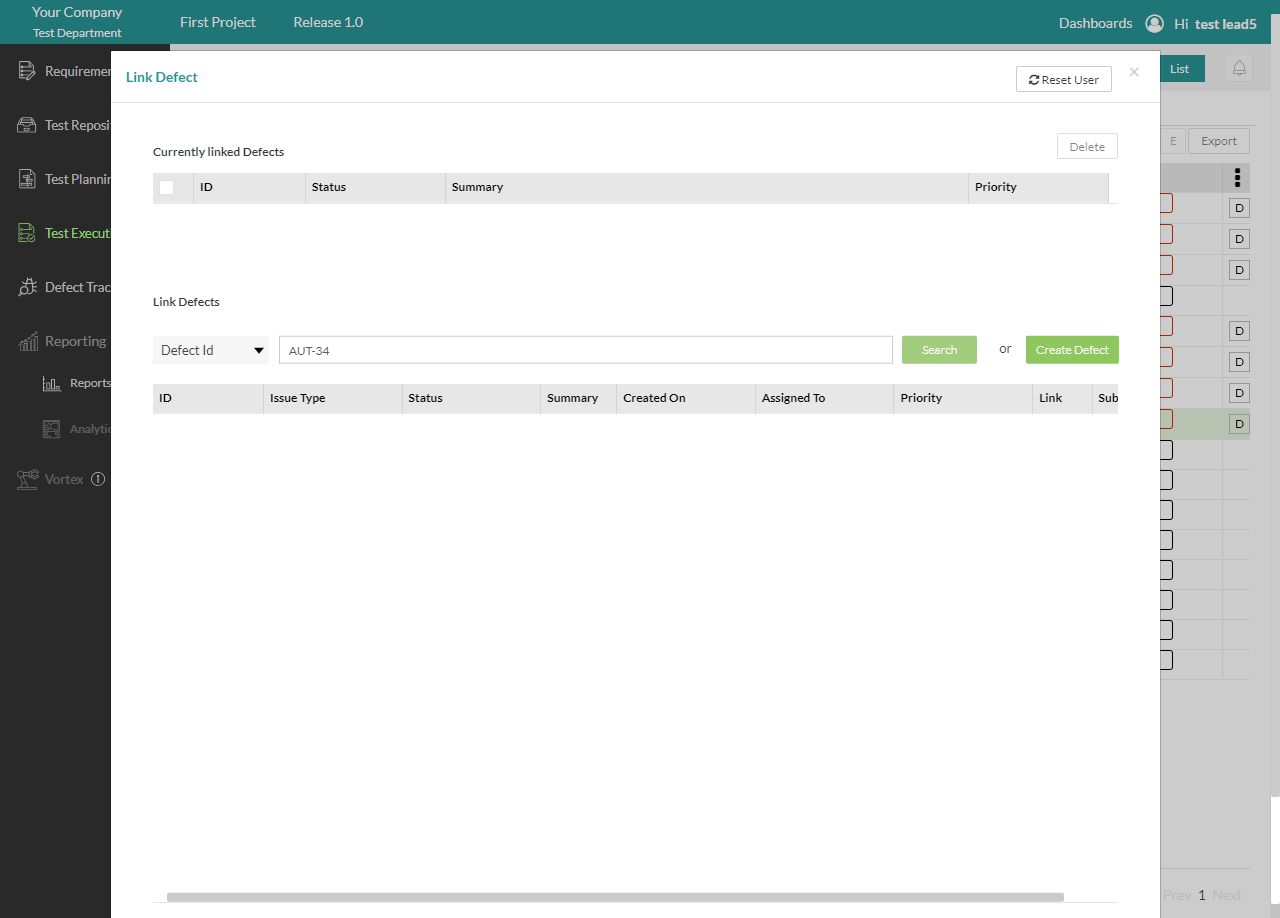 Your Company
Test Department
First Project
Release 1.0
Dashboards
Hi test lead5
Link Defect
Reset User
×
List
Requiremen
Test Reposi
Test Plannin
Test Executi
Defect Trac
Reporting
Reports
Analytic
Vortex
Currently linked Defects
Delete
ID
Status
Summary
Priority
Link Defects
Defect Id
AUT-34
Search
or
Create Defect
ID
Issue Type
Status
Summary
Created On
Assigned To
Priority
Link
Sub
E
Export
D
D
D
D
D
D
D
Prev 1 Next